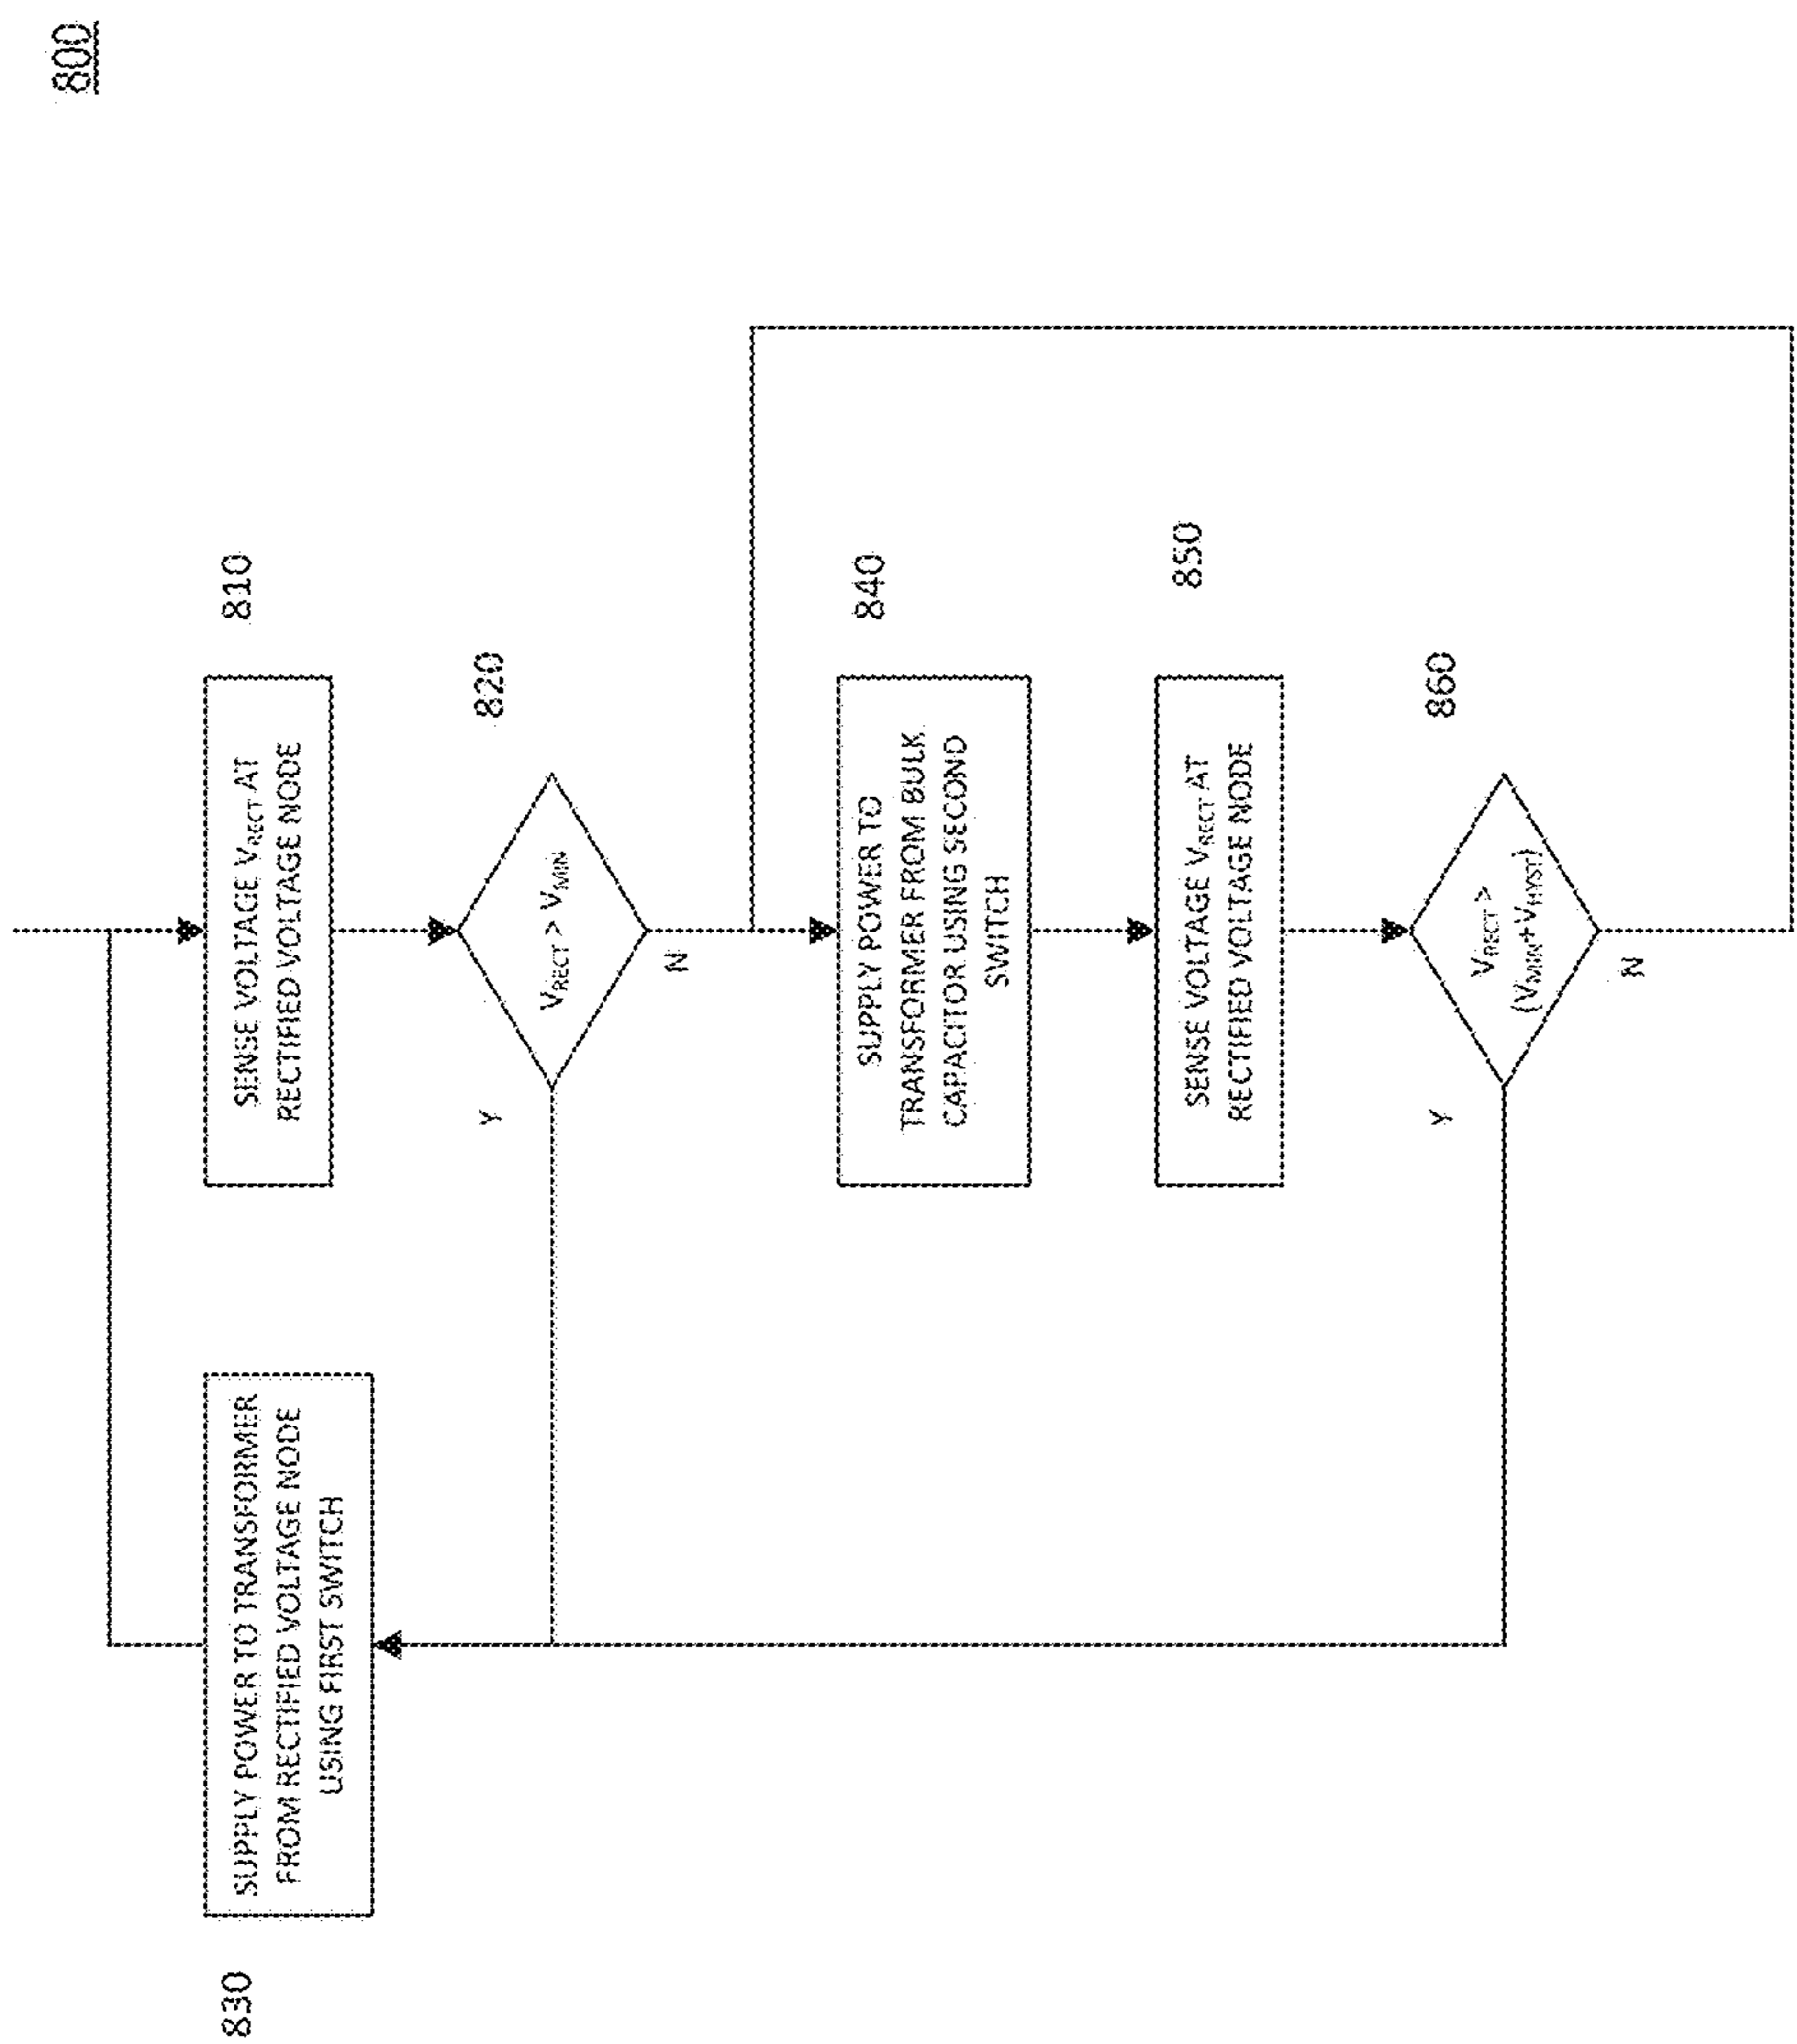 800
SENSE VOLTAGE VRECT AT
RECTIFIED VOLTAGE NODE
810
VRECT > VMIN
820
Y
N
SUPPLY POWER TO TRANSFORMER
FROM RECTIFIED VOLTAGE NODE
USING FIRST SWITCH
830
SUPPLY POWER TO
TRANSFORMER FROM BULK
CAPACITOR USING SECOND
SWITCH
840
SENSE VOLTAGE VRECT AT
RECTIFIED VOLTAGE NODE
850
VRECT >
(VMIN+VHYST)
860
Y
N